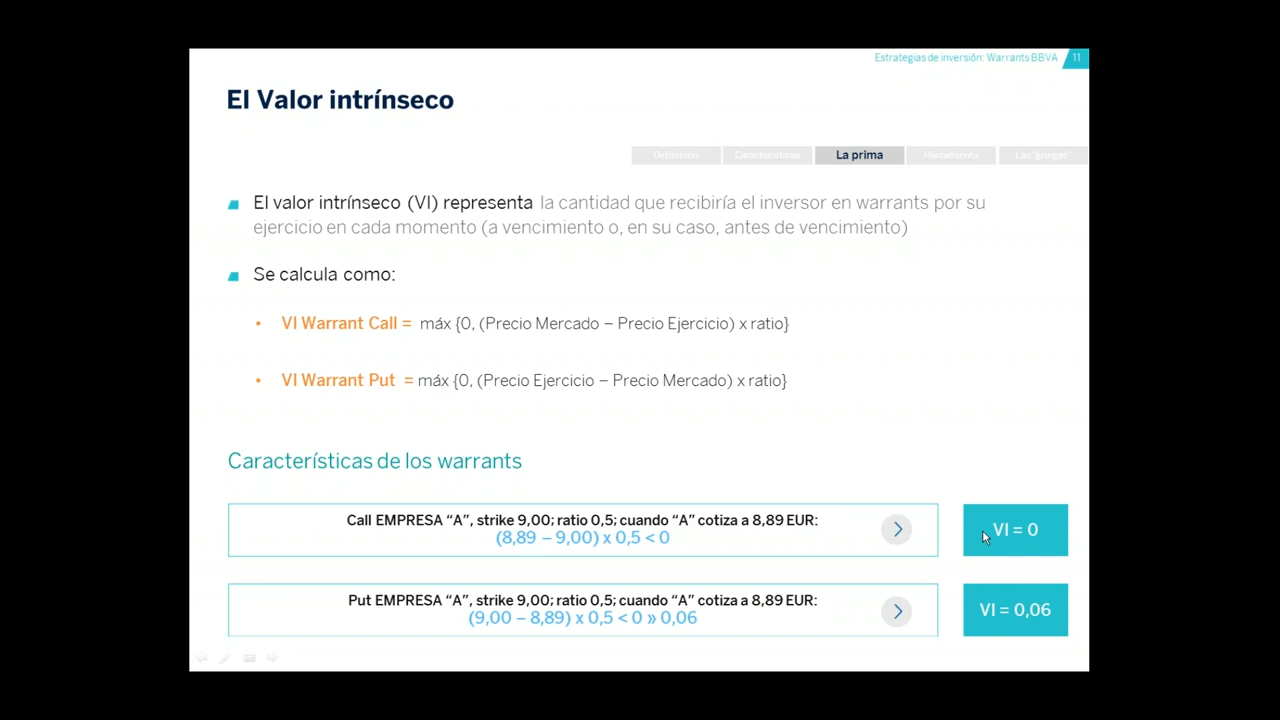 Estrategias de inversión: Warrants BBVA 11
El Valor intrínseco
Definición Características La prima Herramienta Las "griegas"
El valor intrínseco (VI) representa la cantidad que recibiría el inversor en warrants por su
ejercicio en cada momento (a vencimiento o, en su caso, antes de vencimiento)
Se calcula como:
• VI Warrant Call = máx {0, (Precio Mercado – Precio Ejercicio) x ratio}
• VI Warrant Put = máx {0, (Precio Ejercicio – Precio Mercado) x ratio}
Características de los warrants
Call EMPRESA “A”, strike 9,00; ratio 0,5; cuando “A” cotiza a 8,89 EUR:
(8,89 – 9,00) x 0,5 < 0
VI = 0
Put EMPRESA “A”, strike 9,00; ratio 0,5; cuando “A” cotiza a 8,89 EUR:
(9,00 – 8,89) x 0,5 < 0 » 0,06
VI = 0,06